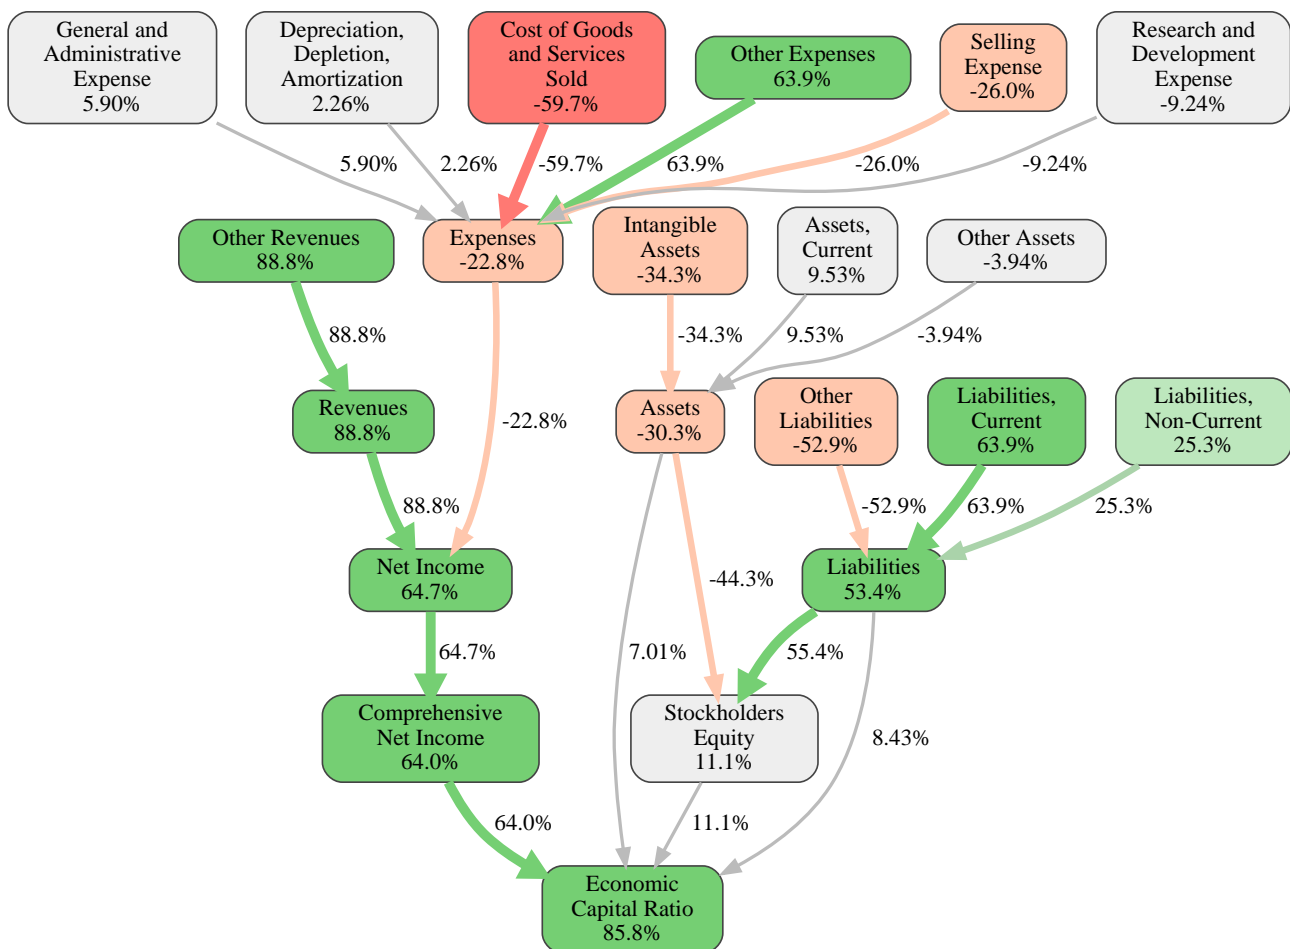 General and
Administrative
Expense
5.90%
Depreciation,
Depletion,
Amortization
2.26%
Cost of Goods
and Services
Sold
-59.7%
Other Expenses
63.9%
Selling
Expense
-26.0%
Research and
Development
Expense
-9.24%
5.90%
2.26%
-59.7%
63.9%
-26.0%
-9.24%
Other Revenues
88.8%
Expenses
-22.8%
Intangible
Assets
-34.3%
Assets,
Current
9.53%
Other Assets
-3.94%
88.8%
-34.3%
9.53%
-3.94%
Revenues
88.8%
-22.8%
Assets
-30.3%
Other
Liabilities
-52.9%
Liabilities,
Current
63.9%
Liabilities,
Non-Current
25.3%
88.8%
-52.9%
63.9%
25.3%
Net Income
64.7%
-44.3%
Liabilities
53.4%
64.7%
7.01%
55.4%
Comprehensive
Net Income
64.0%
Stockholders
Equity
11.1%
8.43%
64.0%
11.1%
Economic
Capital Ratio
85.8%